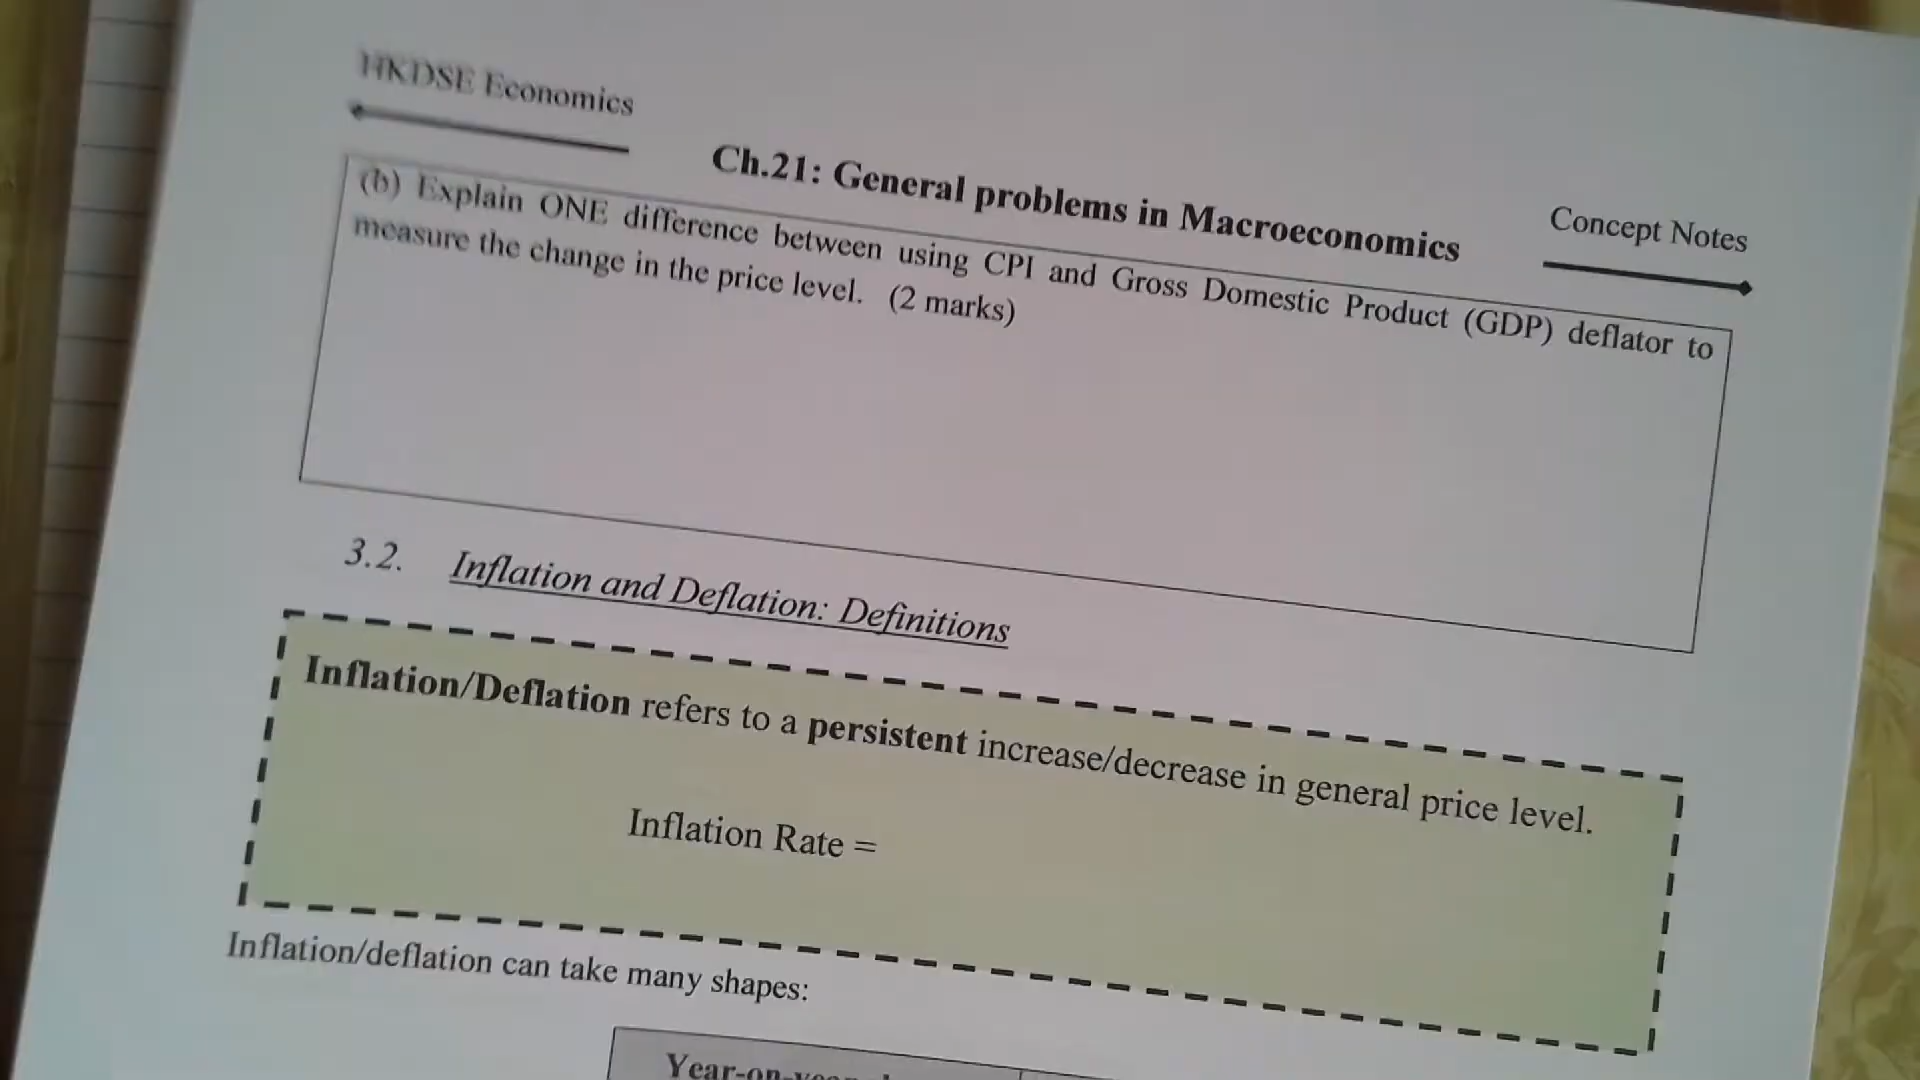 HKDSE Economics
Ch.21: General problems in Macroeconomics
Concept Notes
(b) Explain ONE difference between using CPI and Gross Domestic Product (GDP) deflator to
measure the change in the price level. (2 marks)
3.2. Inflation and Deflation: Definitions
Inflation/Deflation refers to a persistent increase/decrease in general price level.
Inflation Rate =
Inflation/deflation can take many shapes:
Year-on-year